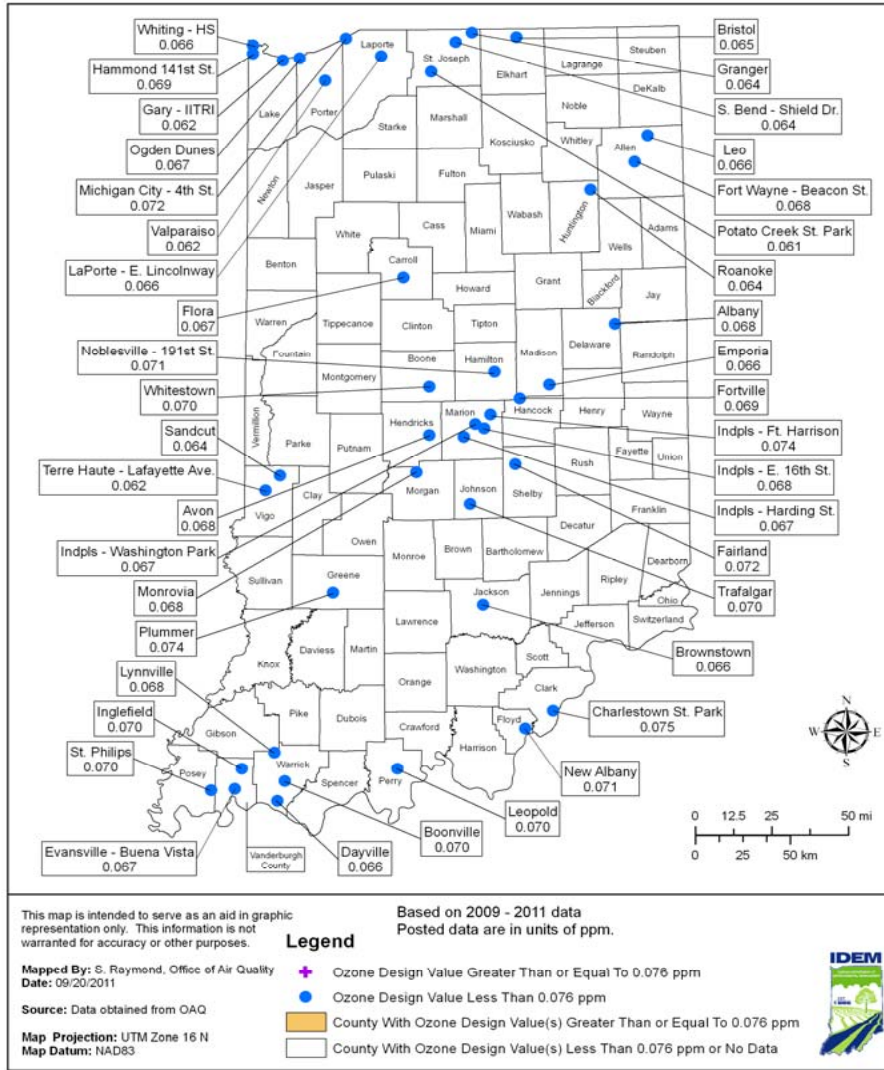 Whiting - HS
0.066
Hammond 141st St.
0.069
Gary - IITRI
0.062
Ogden Dunes
0.067
Michigan City - 4th St.
0.072
Valparaiso
0.062
LaPorte - E. Lincolnway
0.066
Flora
0.067
Noblesville - 191st St.
0.071
Whitestown
0.070
Sandcut
0.064
Terre Haute - Lafayette Ave.
0.062
Avon
0.068
Indpls - Washington Park
0.067
Monrovia
0.068
Plummer
0.074
Lynnville
0.068
Inglefield
0.070
St. Philips
0.070
Evansville - Buena Vista
0.067
Laporte
St. Joseph
Elkhart
Lagrange
Steuben
Lake
Porter
Starke
Marshall
Noble
DeKalb
Kosciusko
Whitley
Allen
Newton
Jasper
Pulaski
Fulton
Wabash
Huntington
Miami
Cass
White
Carroll
Wells
Adams
Benton
Howard
Grant
Blackford
Jay
Warren
Tippecanoe
Clinton
Tipton
Madison
Delaware
Randolph
Fountain
Montgomery
Boone
Hamilton
Vermillion
Parke
Putnam
Hendricks
Marion
Hancock
Henry
Wayne
Rush
Fayette
Union
Vigo
Clay
Morgan
Johnson
Shelby
Franklin
Owen
Monroe
Brown
Bartholomew
Decatur
Dearborn
Sullivan
Greene
Jackson
Jennings
Ripley
Ohio
Switzerland
Jefferson
Lawrence
Knox
Daviess
Martin
Washington
Scott
Orange
Clark
Gibson
Pike
Dubois
Crawford
Harrison
Floyd
Posey
Warrick
Spencer
Perry
Vanderburgh
County
Bristol
0.065
Granger
0.064
S. Bend - Shield Dr.
0.064
Leo
0.066
Fort Wayne - Beacon St.
0.068
Potato Creek St. Park
0.061
Roanoke
0.064
Albany
0.068
Emporia
0.066
Fortville
0.069
Indpls - Ft. Harrison
0.074
Indpls - E. 16th St.
0.068
Indpls - Harding St.
0.067
Fairland
0.072
Trafalgar
0.070
Brownstown
0.066
Charlestown St. Park
0.075
New Albany
0.071
Leopold
0.070
Boonville
0.070
Dayville
0.066
N
W E
S
0 12.5 25 50 mi
0 25 50 km
This map is intended to serve as an aid in graphic
representation only. This information is not
warranted for accuracy or other purposes.
Mapped By: S. Raymond, Office of Air Quality
Date: 09/20/2011
Source: Data obtained from OAQ
Map Projection: UTM Zone 16 N
Map Datum: NAD83
Based on 2009 - 2011 data
Posted data are in units of ppm.
Legend
Ozone Design Value Greater Than or Equal To 0.076 ppm
Ozone Design Value Less Than 0.076 ppm
County With Ozone Design Value(s) Greater Than or Equal To 0.076 ppm
County With Ozone Design Value(s) Less Than 0.076 ppm or No Data
IDEM